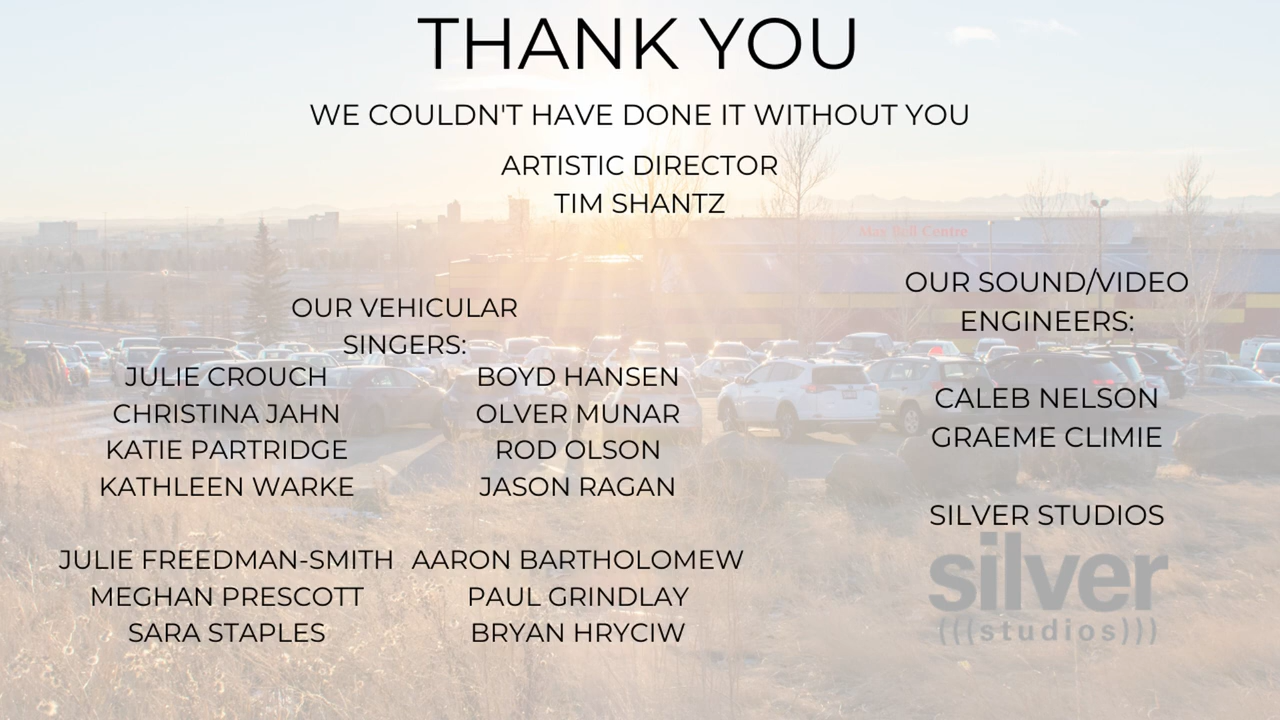 THANK YOU
WE COULDN'T HAVE DONE IT WITHOUT YOU
ARTISTIC DIRECTOR
TIM SHANTZ
Max Bell Centre
OUR VEHICULAR
SINGERS:
JULIE CROUCH
CHRISTINA JAHN
KATIE PARTRIDGE
KATHLEEN WARKE
JULIE FREEDMAN-SMITH
MEGHAN PRESCOTT
SARA STAPLES
BOYD HANSEN
OLVER MUNAR
ROD OLSON
JASON RAGAN
AARON BARTHOLOMEW
PAUL GRINDLAY
BRYAN HRYCIW
OUR SOUND/VIDEO
ENGINEERS:
CALEB NELSON
GRAEME CLIMIE
SILVER STUDIOS
silver
(((studios)))